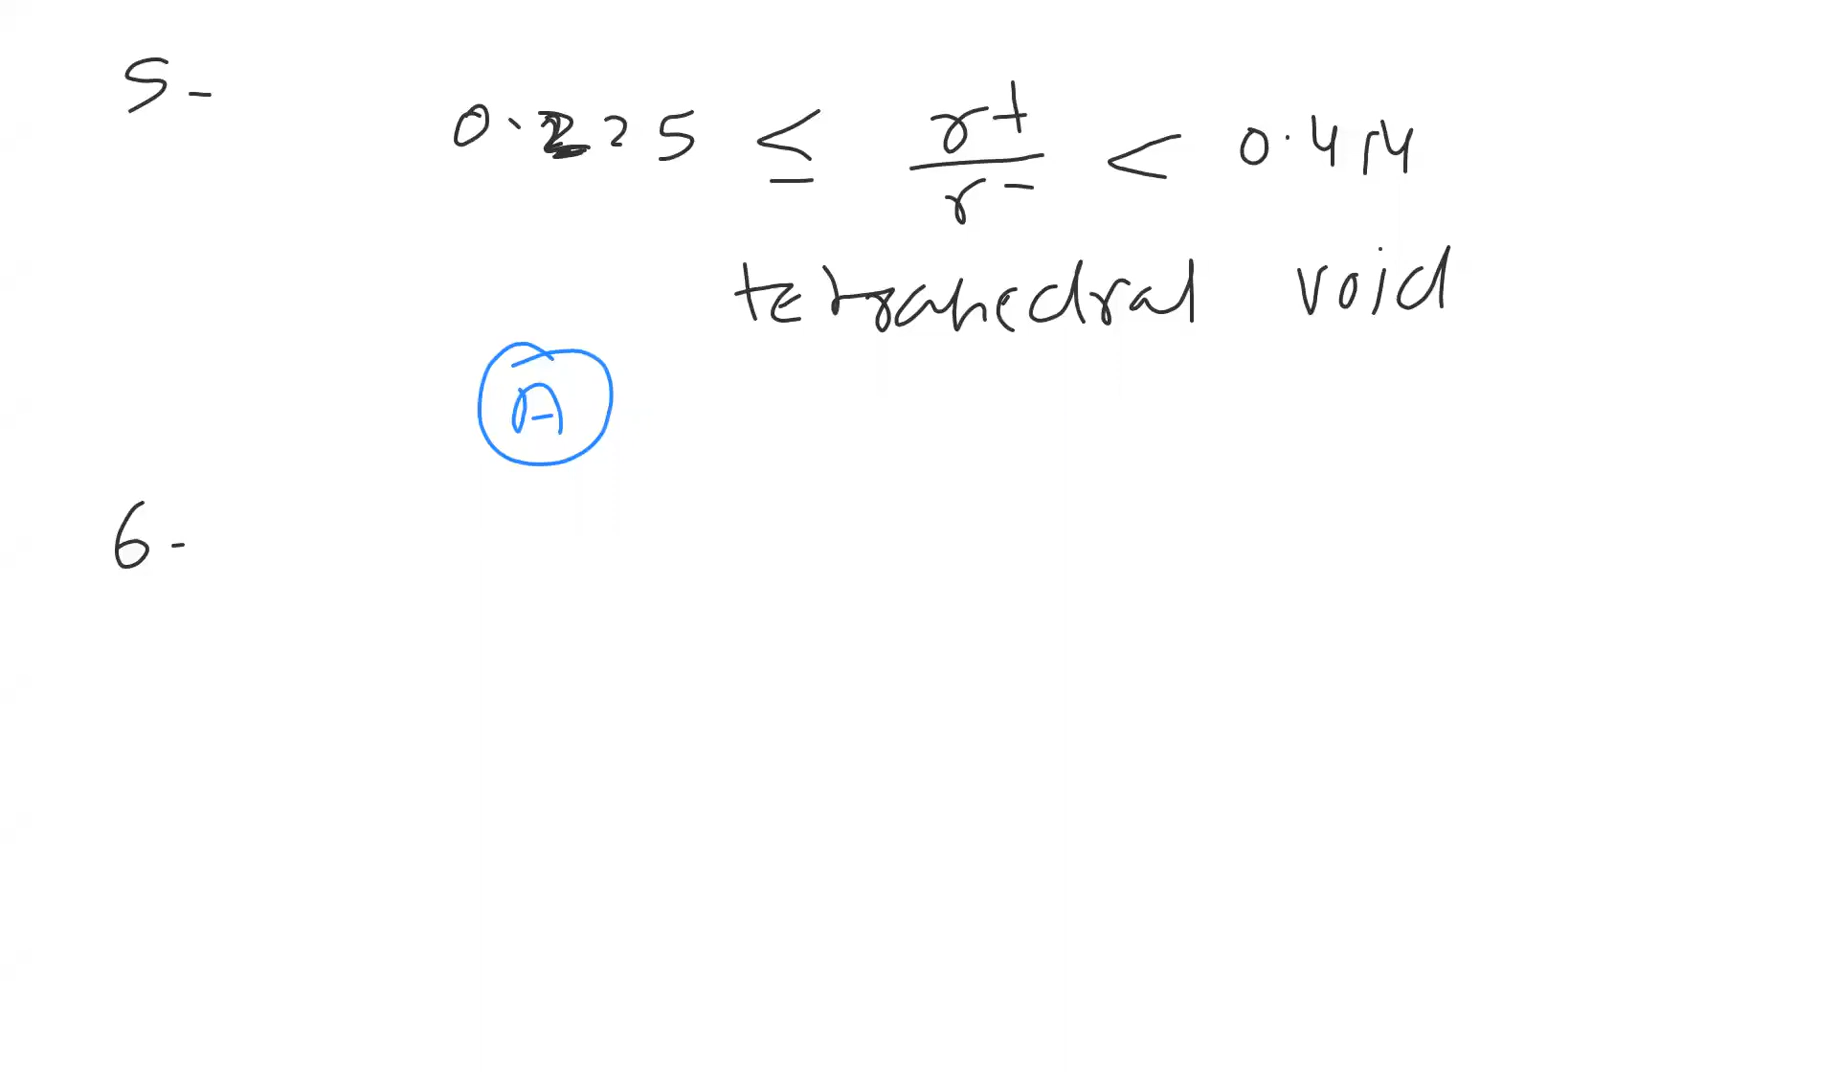 5-
0.225 ≤ r+/r- < 0.414
tetrahedral void
A
6-